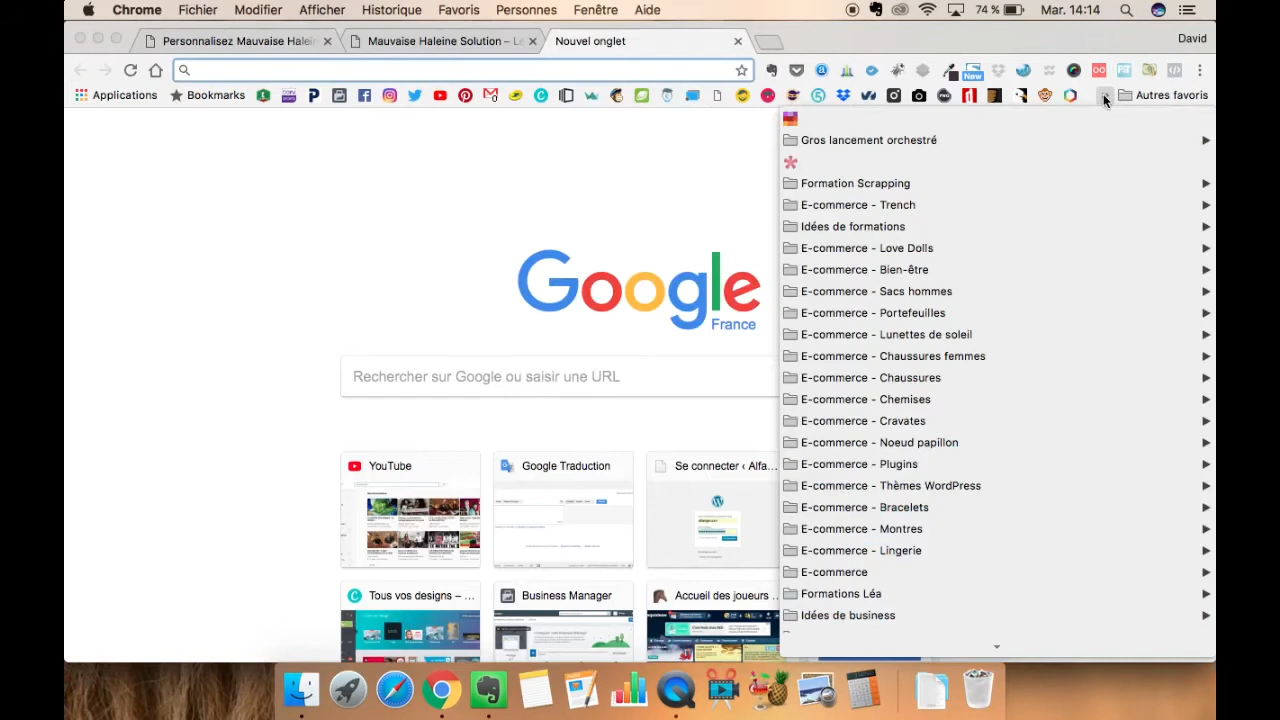 Chrome Fichier Modifier Afficher Historique Favoris Personnes Fenêtre Aide 74 % Mar. 14:14
Personnalisez Mauvaise Halein Mauvaise Haleine Solution – Le Nouvel onglet David
New
Applications Bookmarks Autres favoris
Gros lancement orchestré
Formation Scrapping
E-commerce - Trench
Idées de formations
E-commerce - Love Dolls
E-commerce - Bien-être
E-commerce - Sacs hommes
E-commerce - Portefeuilles
E-commerce - Lunettes de soleil
E-commerce - Chaussures femmes
E-commerce - Chaussures
E-commerce - Chemises
E-commerce - Cravates
E-commerce - Noeud papillon
E-commerce - Plugins
E-commerce - Thèmes WordPress
E-commerce - Bracelets
E-commerce - Montres
E-commerce - Lingerie
E-commerce
Formations Léa
Idées de business
Google
France
Rechercher sur Google ou saisir une URL
YouTube Google Traduction Se connecter ‹ Alfa...
Tous vos designs – ... Business Manager Accueil des joueurs ...